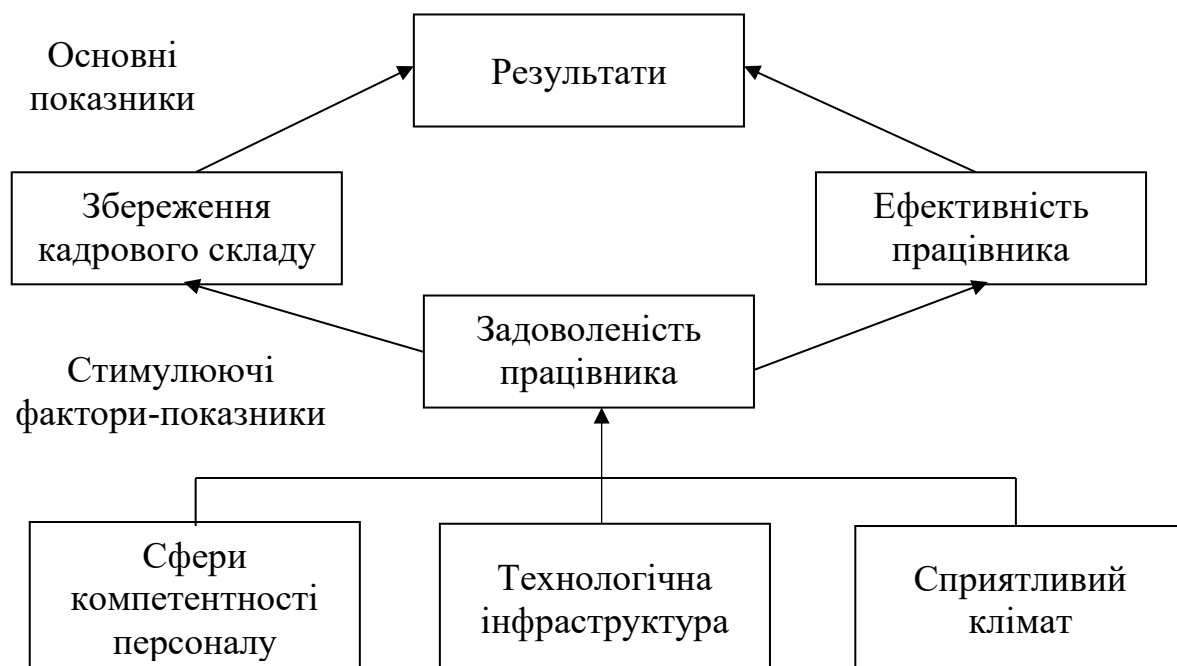 Основні
показники
Результати
Збереження
кадрового складу
Ефективність
працівника
Задоволеність
працівника
Стимулюючі
фактори-показники
Сфери
компетентності
персоналу
Технологічна
інфраструктура
Сприятливий
клімат